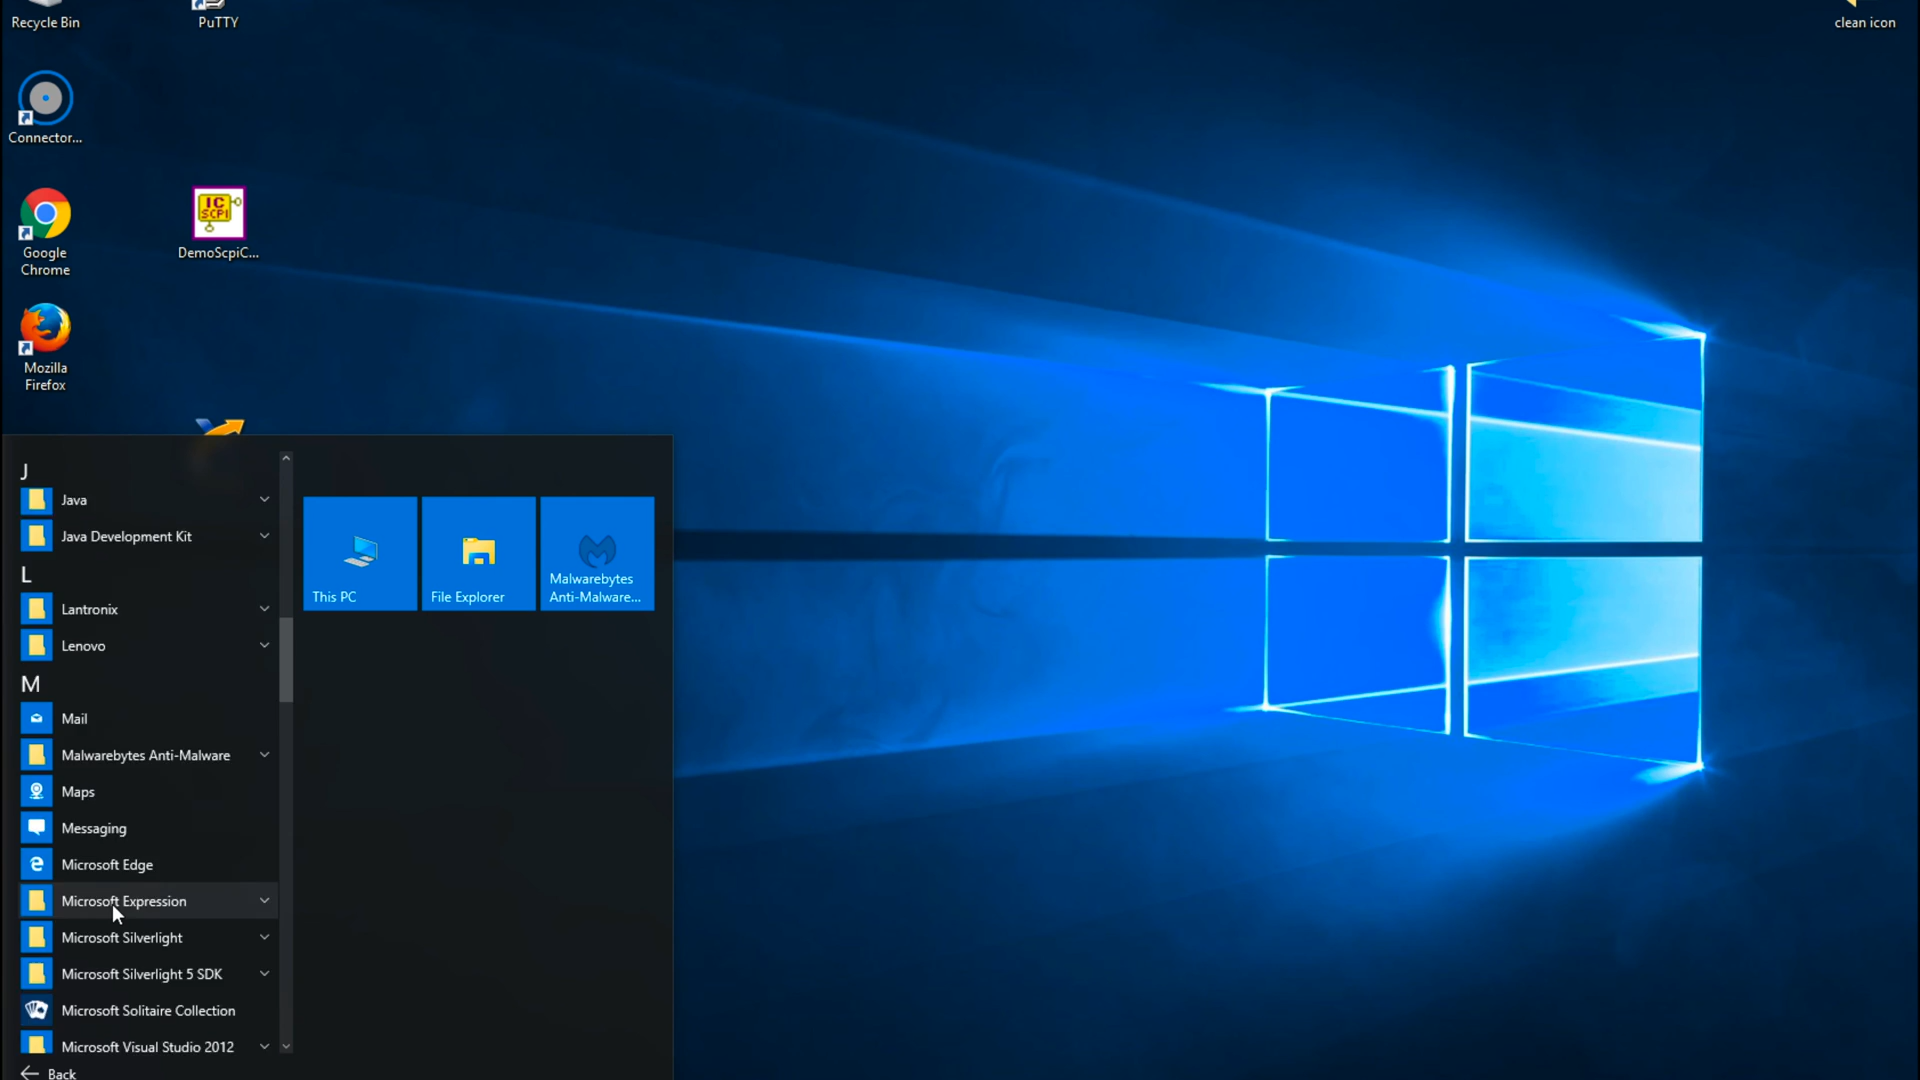 Recycle Bin
PuTTY
clean icon
Connector...
Google
Chrome
IC
SCPI
DemoScpiC...
Mozilla
Firefox
J
Java
Java Development Kit
L
Lantronix
Lenovo
M
Mail
Malwarebytes Anti-Malware
Maps
Messaging
Microsoft Edge
Microsoft Expression
Microsoft Silverlight
Microsoft Silverlight 5 SDK
Microsoft Solitaire Collection
Microsoft Visual Studio 2012
Back
This PC
File Explorer
Malwarebytes
Anti-Malware...